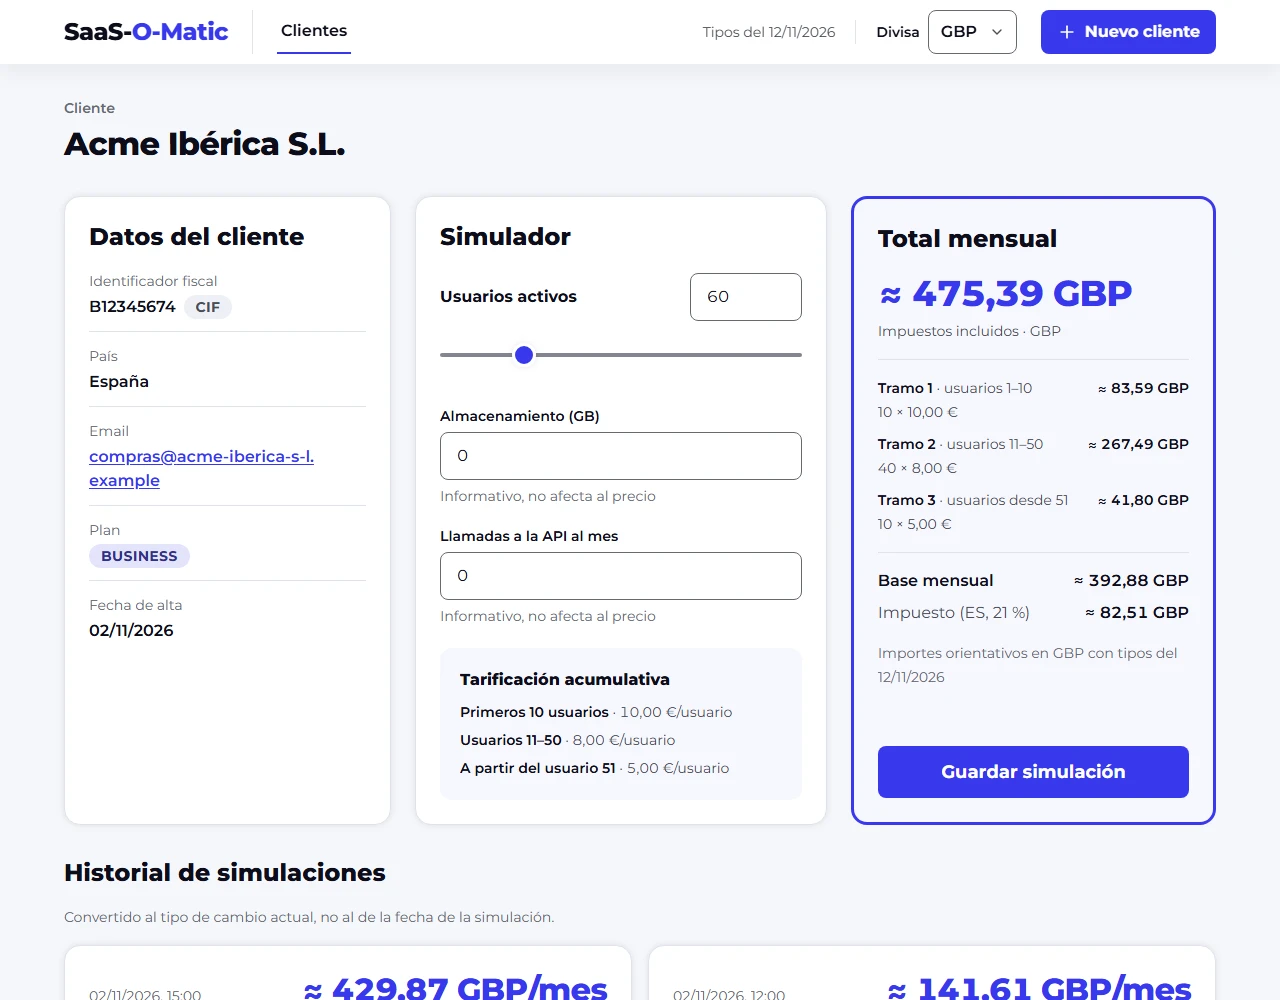 SaaS-O-Matic
Clientes
Tipos del 12/11/2026
Divisa
GBP
Nuevo cliente
Cliente
Acme Ibérica S.L.
Datos del cliente
Identificador fiscal
B12345674 CIF
País
España
Email
compras@acme-iberica-s-l.
example
Plan
BUSINESS
Fecha de alta
02/11/2026
Simulador
Usuarios activos
60
Almacenamiento (GB)
0
Informativo, no afecta al precio
Llamadas a la API al mes
0
Informativo, no afecta al precio
Tarificación acumulativa
Primeros 10 usuarios · 10,00 €/usuario
Usuarios 11–50 · 8,00 €/usuario
A partir del usuario 51 · 5,00 €/usuario
Total mensual
≈ 475,39 GBP
Impuestos incluidos · GBP
Tramo 1 · usuarios 1–10 ≈ 83,59 GBP
10 × 10,00 €
Tramo 2 · usuarios 11–50 ≈ 267,49 GBP
40 × 8,00 €
Tramo 3 · usuarios desde 51 ≈ 41,80 GBP
10 × 5,00 €
Base mensual ≈ 392,88 GBP
Impuesto (ES, 21 %) ≈ 82,51 GBP
Importes orientativos en GBP con tipos del
12/11/2026
Guardar simulación
Historial de simulaciones
Convertido al tipo de cambio actual, no al de la fecha de la simulación.
02/11/2026, 15:00 ≈ 429,87 GBP/mes
02/11/2026, 12:00 ≈ 141,61 GBP/mes